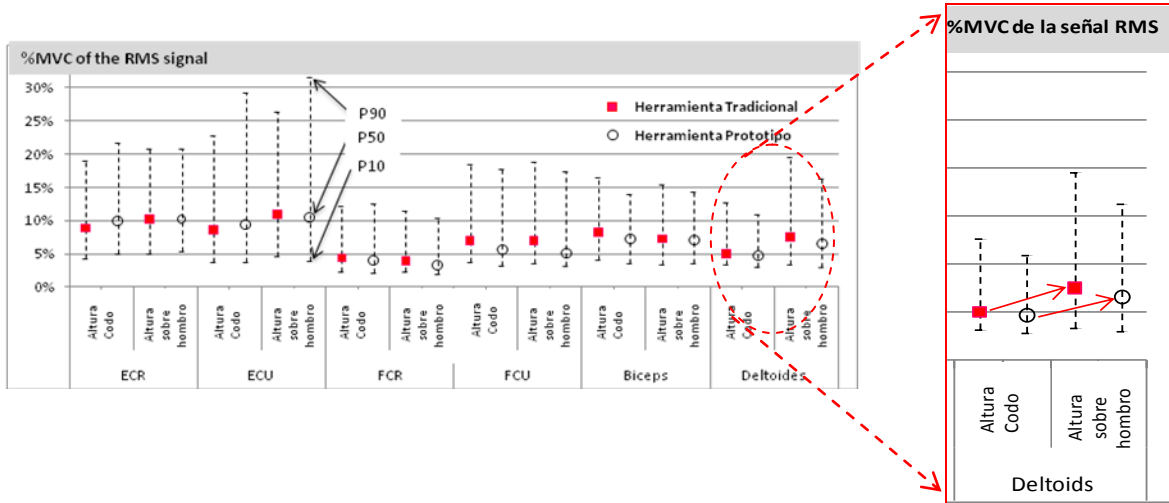 %MVC of the RMS signal
30%
25%
20%
15%
10%
5%
0%
P90
P50
P10
Herramienta Tradicional
Herramienta Prototipo
Altura
Codo
Altura
sobre
hombro
Altura
Codo
Altura
sobre
hombro
Altura
Codo
Altura
sobre
hombro
Altura
Codo
Altura
sobre
hombro
Altura
Codo
Altura
sobre
hombro
Altura
Codo
Altura
sobre
hombro
ECR
ECU
FCR
FCU
Biceps
Deltoides
%MVC de la señal RMS
Altura
Codo
Altura
sobre
hombro
Deltoids